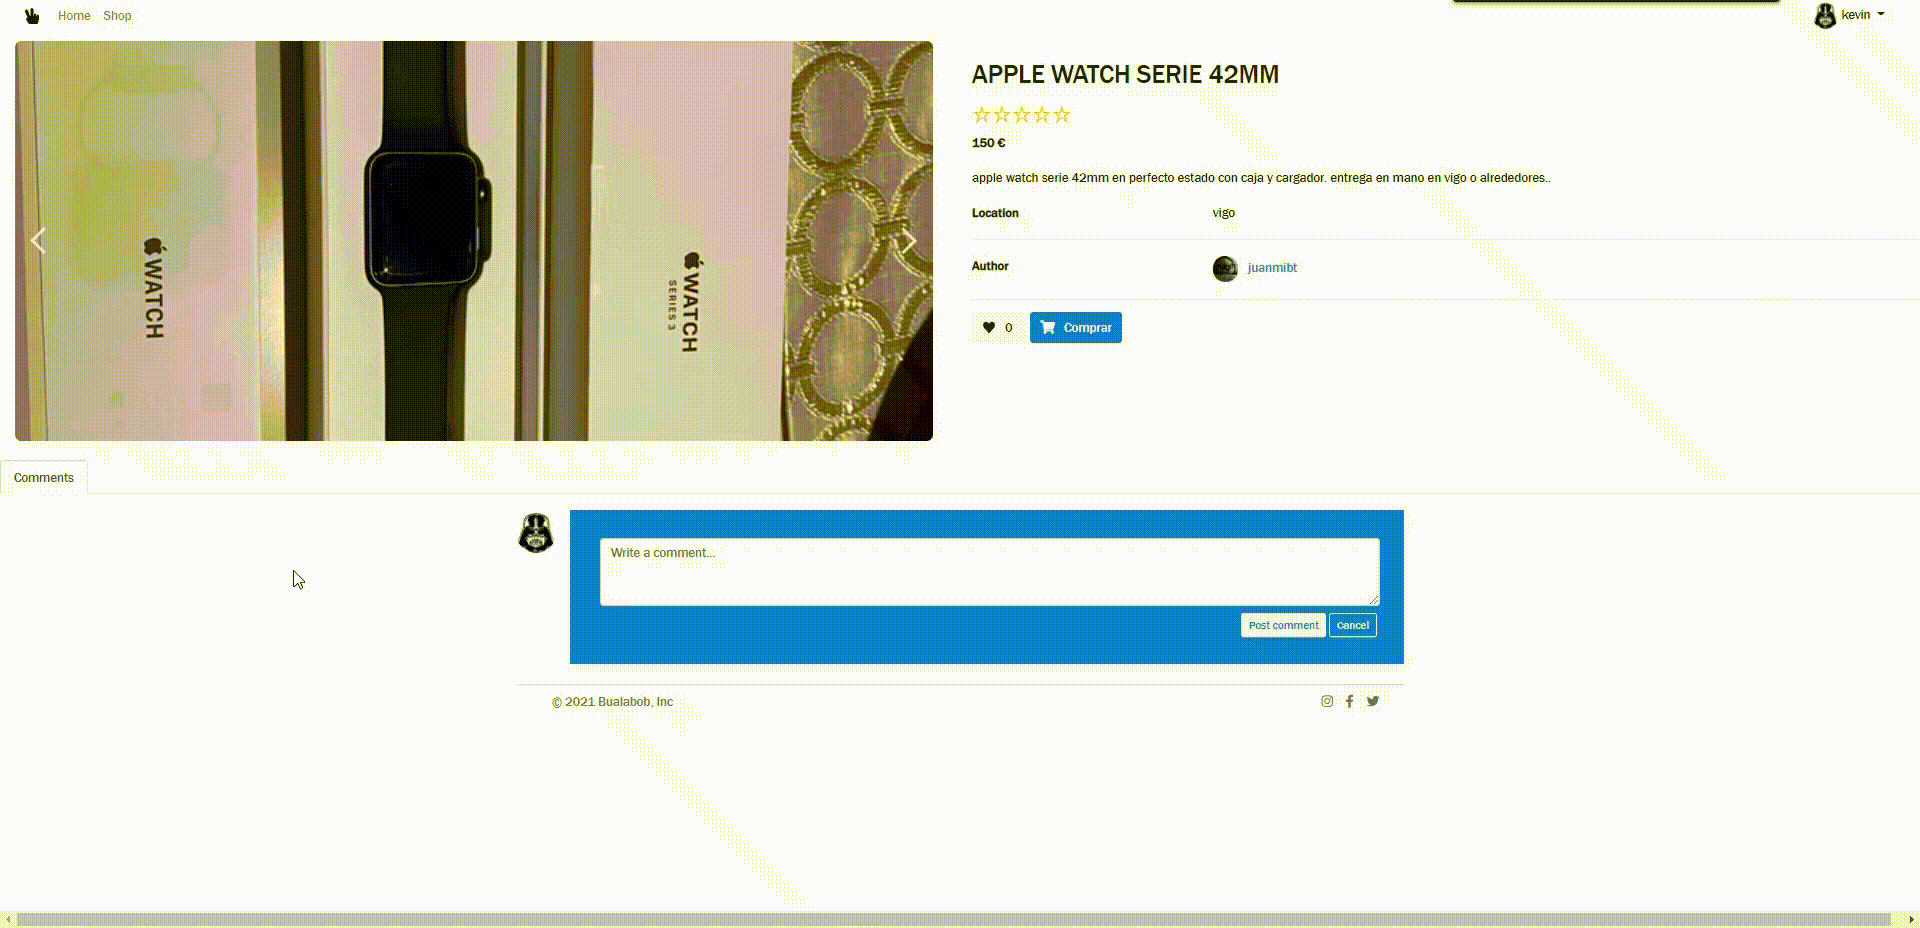 Home Shop
kevin
WATCH
WATCH
SERIES 3
APPLE WATCH SERIE 42MM
150 €
apple watch serie 42mm en perfecto estado con caja y cargador. entrega en mano en vigo o alrededores..
Location vigo
Author juanmibt
0 Comprar
Comments
Write a comment...
Post comment Cancel
© 2021 Bualabob, Inc